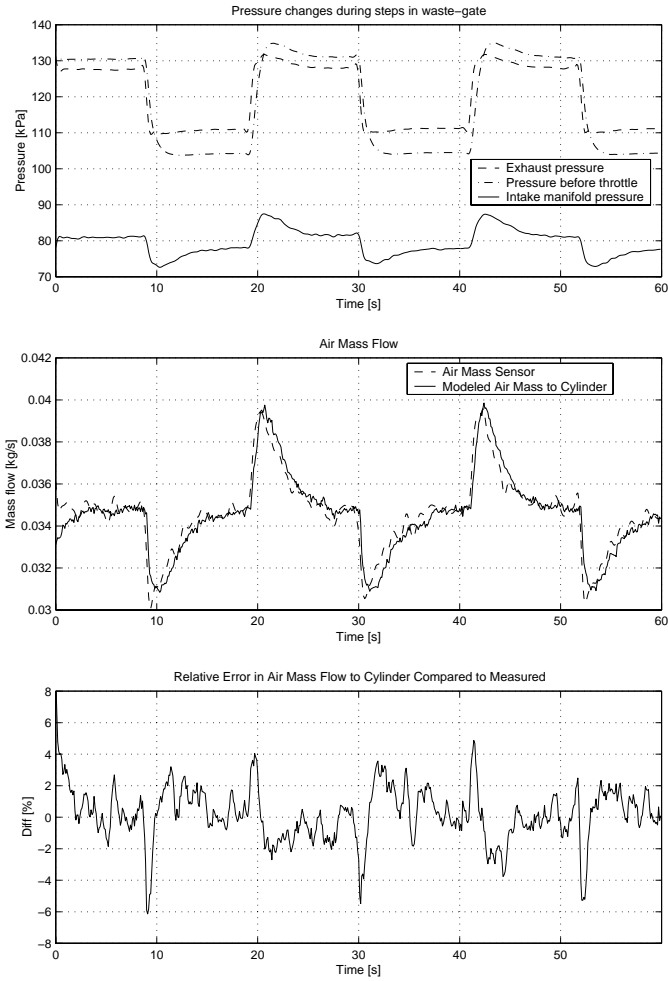 Pressure changes during steps in waste-gate
140
130
120
110
100
90
80
70
Pressure [kPa]
Exhaust pressure
Pressure before throttle
Intake manifold pressure
0 10 20 30 40 50 60
Time [s]
Air Mass Flow
0.042
0.04
0.038
0.036
0.034
0.032
0.03
Mass flow [kg/s]
Air Mass Sensor
Modeled Air Mass to Cylinder
0 10 20 30 40 50 60
Time [s]
Relative Error in Air Mass Flow to Cylinder Compared to Measured
8
6
4
2
0
−2
−4
−6
−8
Diff [%]
0 10 20 30 40 50 60
Time [s]